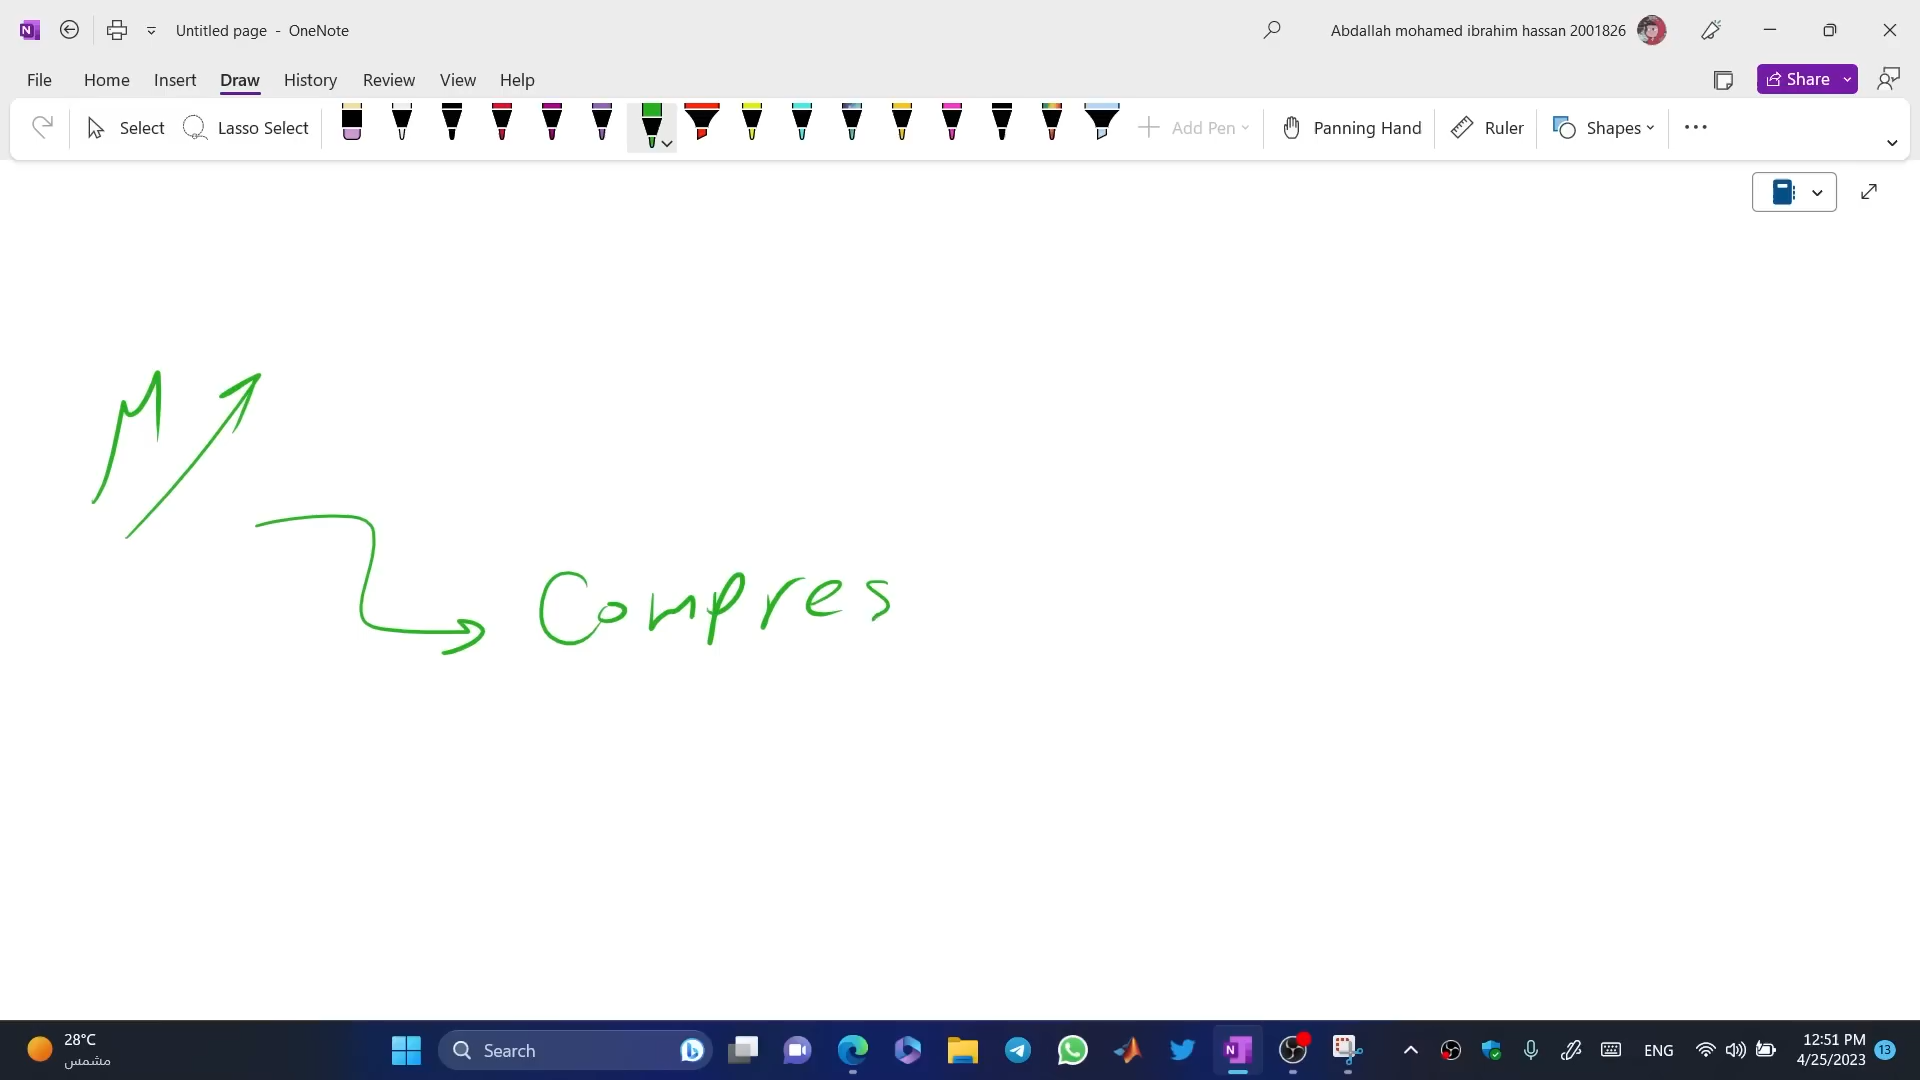 Untitled page - OneNote
Abdallah mohamed ibrahim hassan 2001826
File Home Insert Draw History Review View Help
Share
Select Lasso Select Add Pen Panning Hand Ruler Shapes
μ
Compres
28°C
مشمس
Search
ENG
12:51 PM
4/25/2023
13